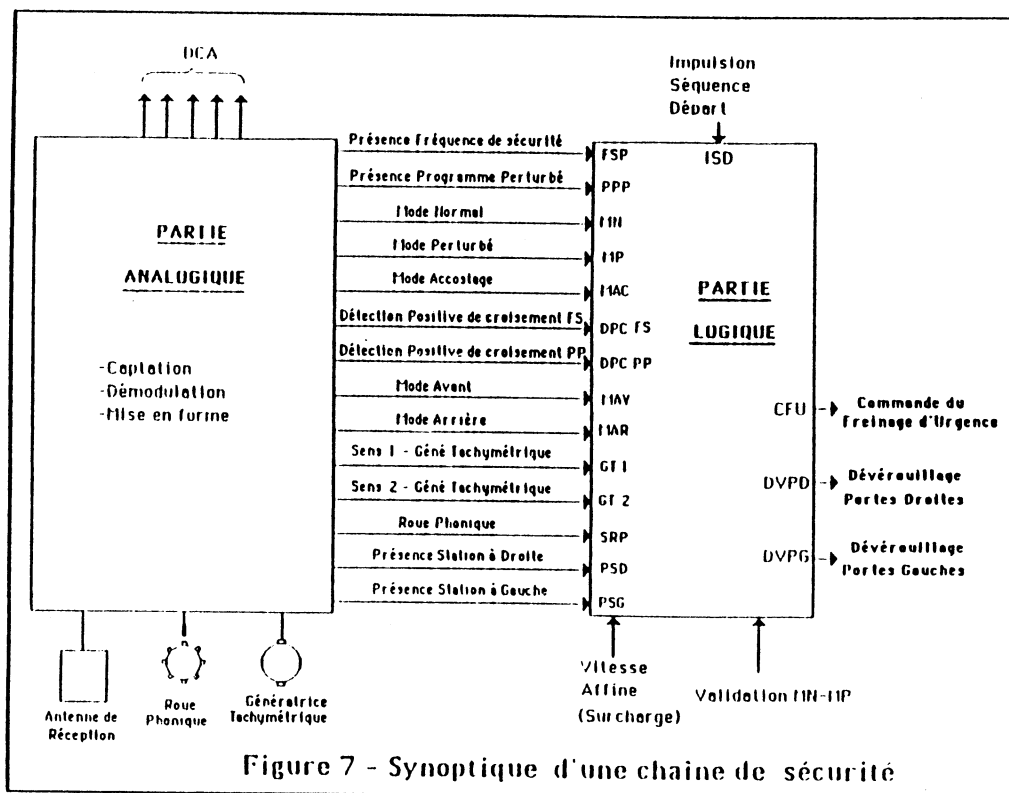 DCA
Impulsion
Séquence
Départ
ISD
PARTIE
ANALOGIQUE
-Captation
-Démodulation
-Mise en forme
Présence Fréquence de sécurité
Présence Programme Perturbé
Mode Normal
Mode Perturbé
Mode Accostage
Détection Positive de croisement FS
Détection Positive de croisement PP
Mode Avant
Mode Arrière
Sens 1 - Géné Tachymétrique
Sens 2 - Géné Tachymétrique
Roue Phonique
Présence Station à Droite
Présence Station à Gauche
FSP
PPP
MN
MP
MAC
DPC FS
DPC PP
MAV
MAR
GT 1
GT 2
SRP
PSD
PSG
PARTIE
LOGIQUE
CFU
Commande du
Freinage d'Urgence
DVPD
Dévérouillage
Portes Droites
DVPG
Dévérouillage
Portes Gauches
Antenne de
Réception
Roue
Phonique
Génératrice
Tachymétrique
Vitesse
Affine
(Surcharge)
Validation MN-MP
Figure 7 - Synoptique d'une chaine de sécurité